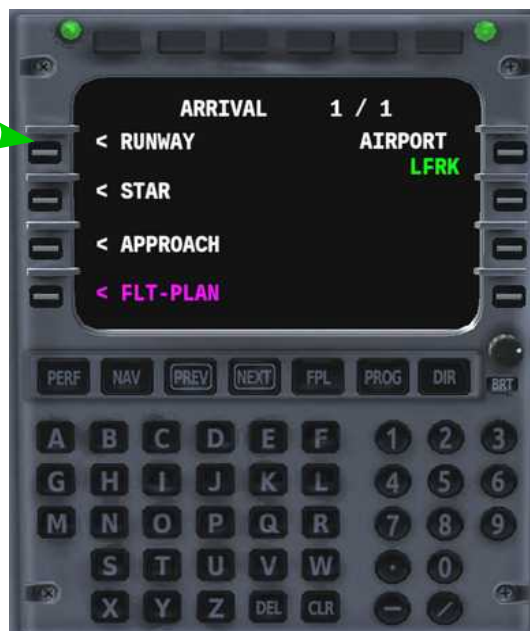 ARRIVAL 1 / 1
< RUNWAY AIRPORT
LFRK
< STAR
< APPROACH
< FLT-PLAN
PERF NAV PREV NEXT FPL PROG DIR BRT
A B C D E F 1 2 3
G H I J K L 4 5 6
M N O P Q R 7 8 9
S T U V W · 0
X Y Z DEL CLR - /